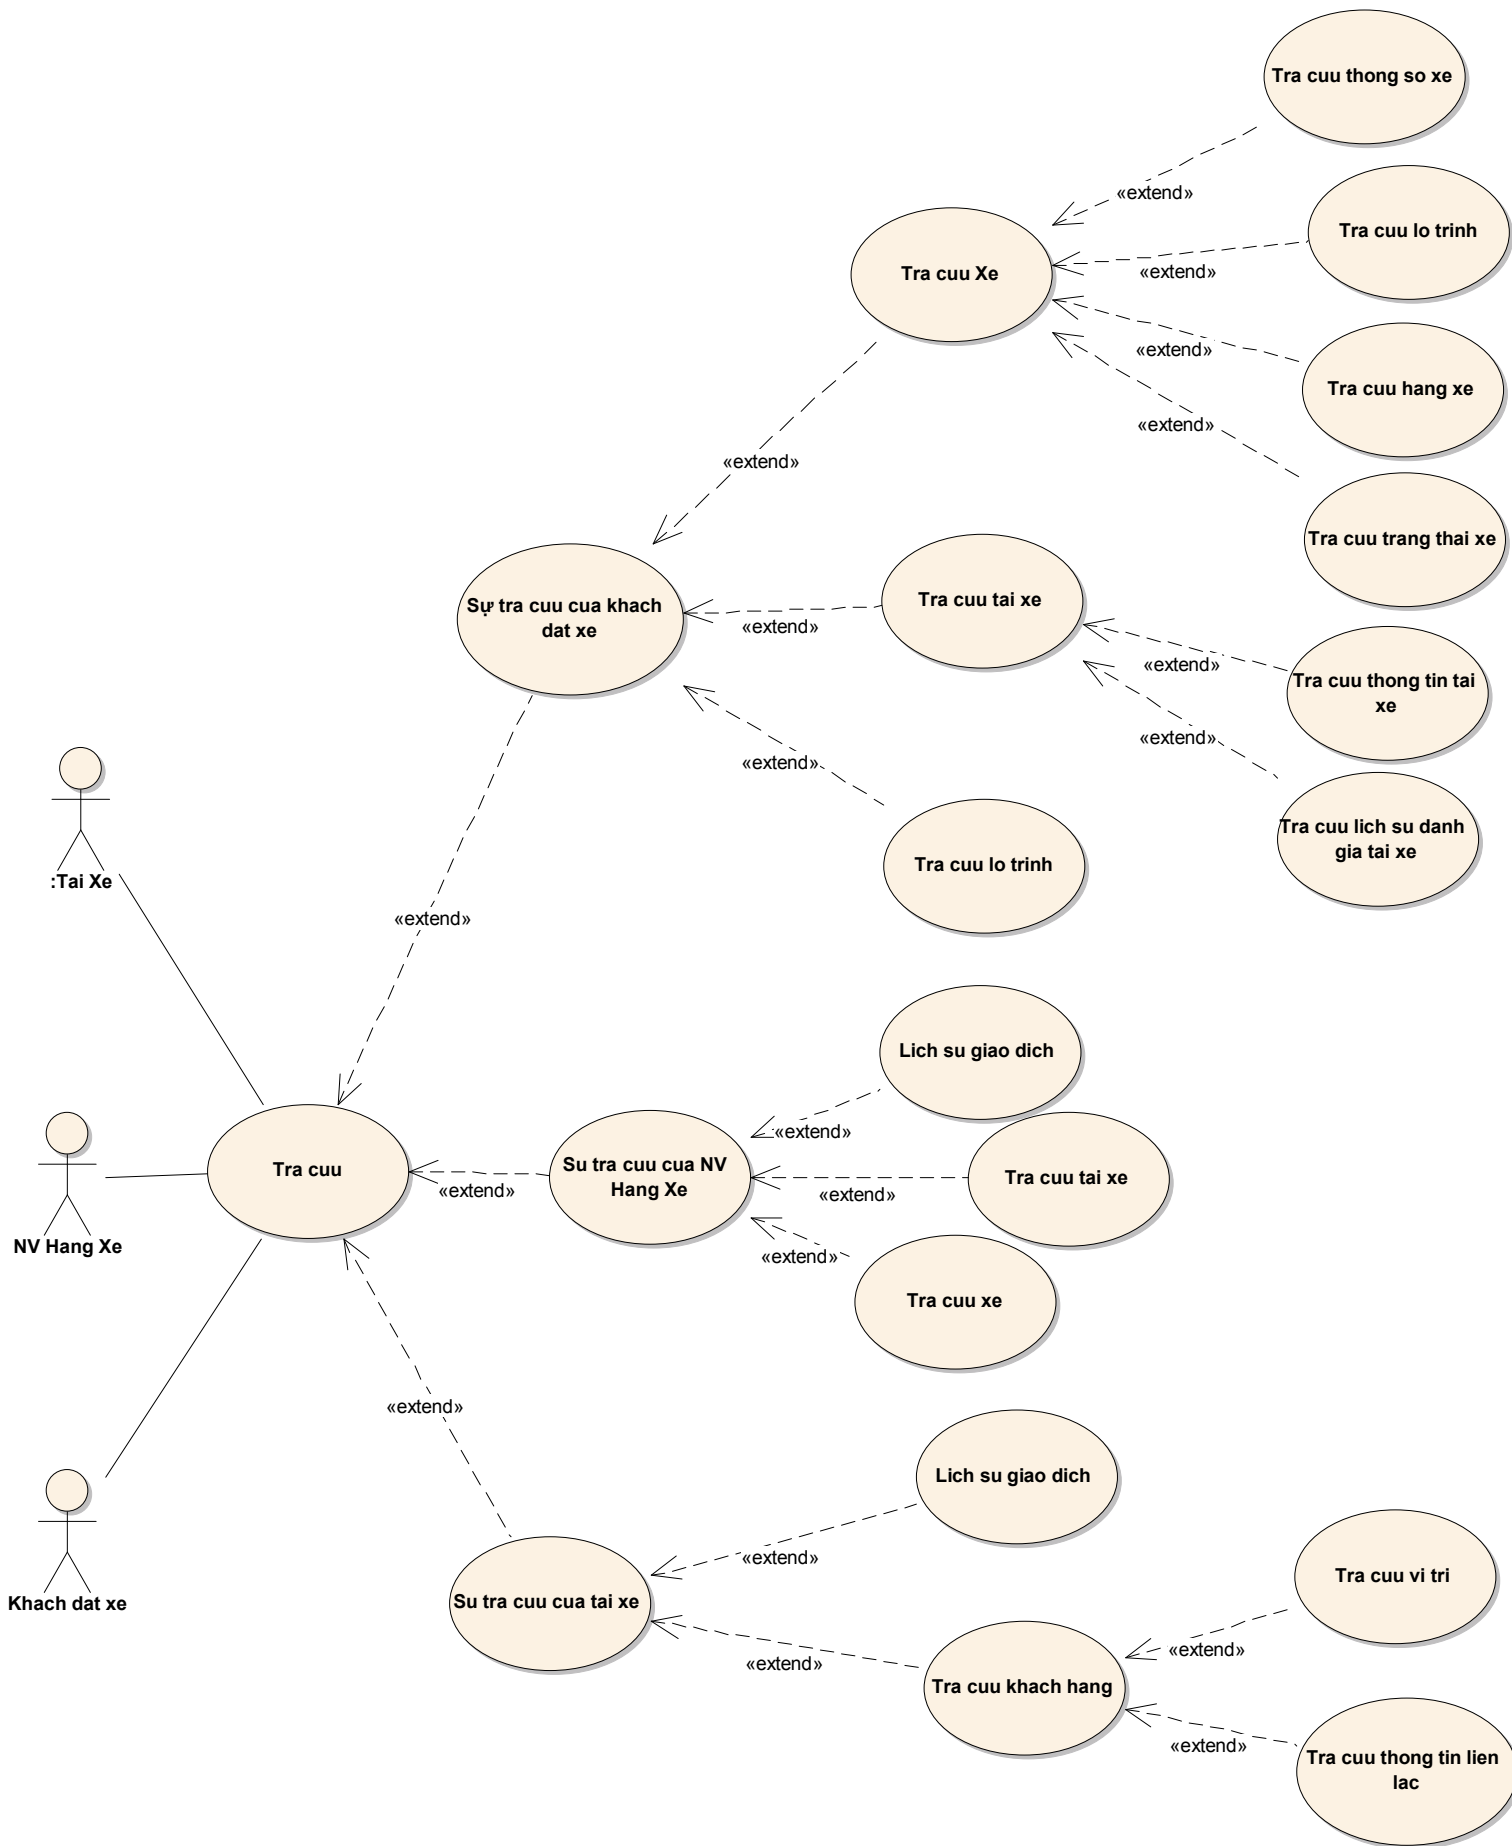 Tra cuu thong so xe
«extend»
Tra cuu lo trinh
Tra cuu Xe
«extend»
«extend»
Tra cuu hang xe
«extend»
«extend»
Tra cuu trang thai xe
Sự tra cuu cua khach
dat xe
Tra cuu tai xe
«extend»
«extend»
Tra cuu thong tin tai
xe
«extend»
«extend»
Tra cuu lich su danh
gia tai xe
Tra cuu lo trinh
:Tai Xe
«extend»
Lich su giao dich
«extend»
Tra cuu
«extend»
Su tra cuu cua NV
Hang Xe
«extend»
Tra cuu tai xe
NV Hang Xe
«extend»
Tra cuu xe
«extend»
Lich su giao dich
«extend»
Tra cuu vi tri
Khach dat xe
Su tra cuu cua tai xe
«extend»
«extend»
Tra cuu khach hang
«extend»
Tra cuu thong tin lien
lac